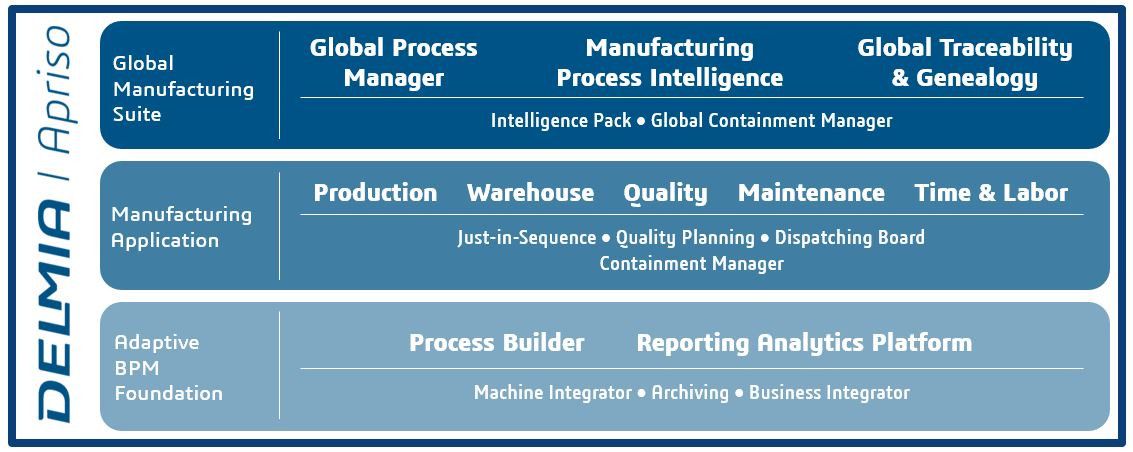 DELMIA | Apriso
Global
Manufacturing
Suite
Global Process
Manager
Manufacturing
Process Intelligence
Global Traceability
& Genealogy
Intelligence Pack • Global Containment Manager
Manufacturing
Application
Production Warehouse Quality Maintenance Time & Labor
Just-in-Sequence • Quality Planning • Dispatching Board
Containment Manager
Adaptive
BPM
Foundation
Process Builder Reporting Analytics Platform
Machine Integrator • Archiving • Business Integrator